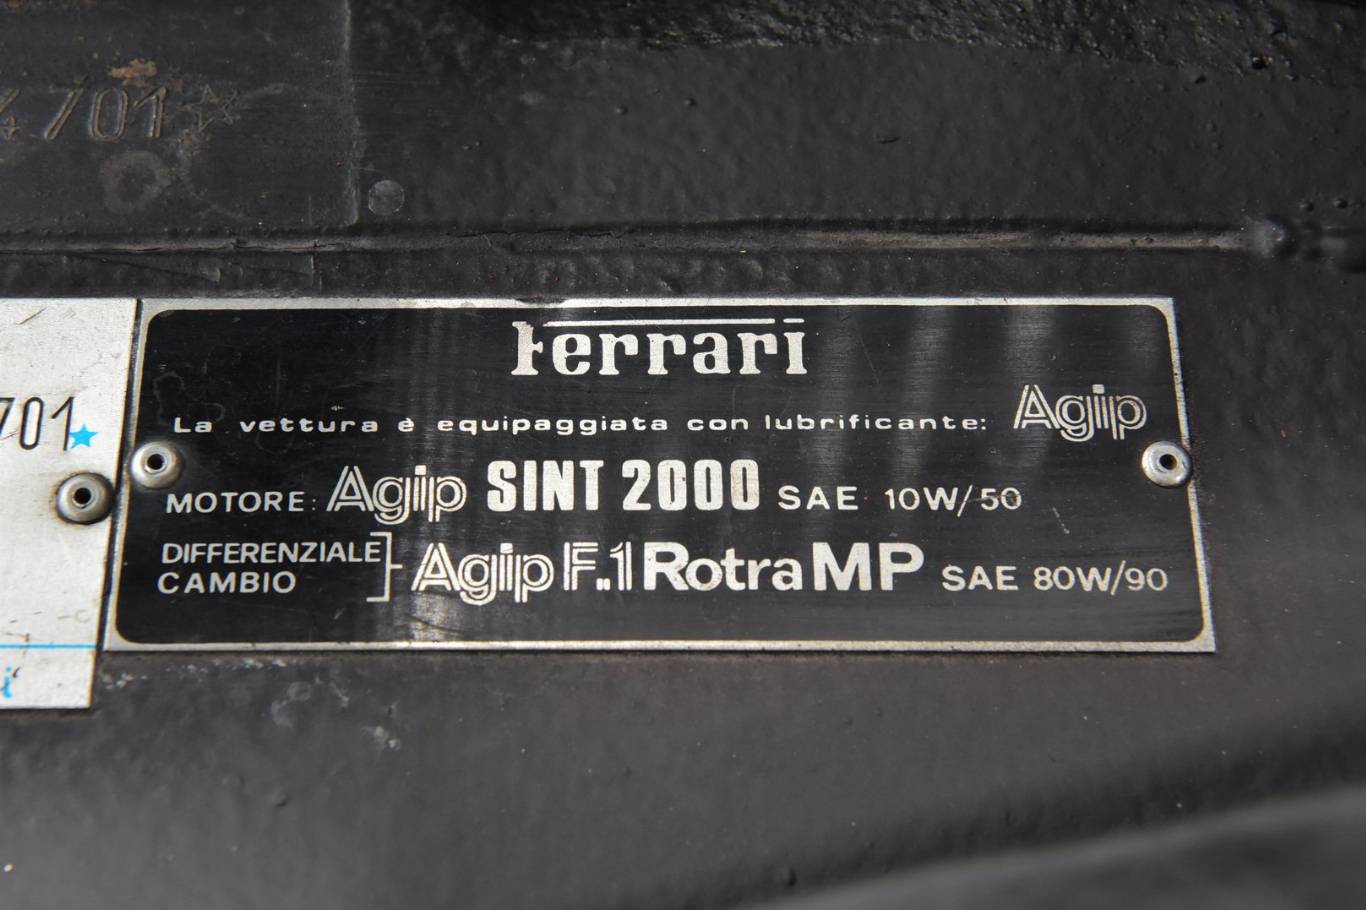 4701☆
Ferrari
La vettura è equipaggiata con lubrificante: Agip
701★
MOTORE: Agip SINT 2000 SAE 10W/50
DIFFERENZIALE
CAMBIO
Agip F.1 Rotra MP SAE 80W/90